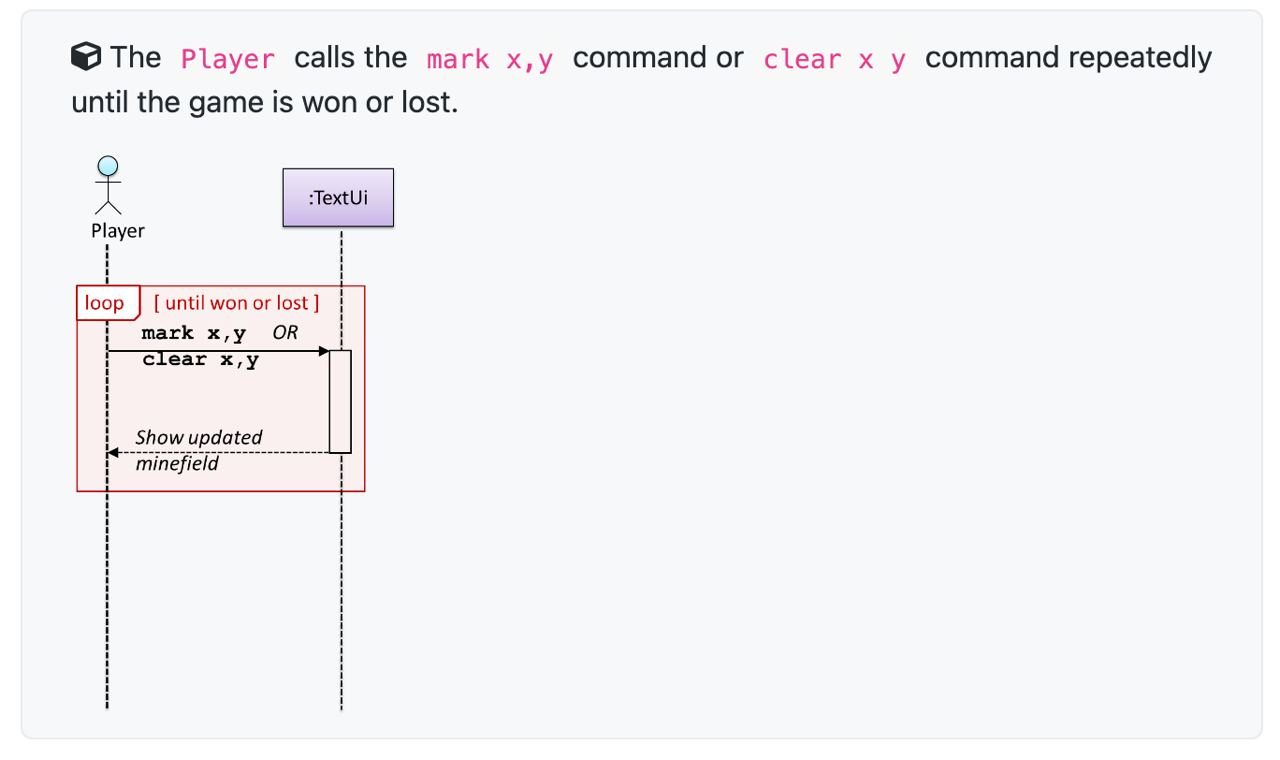 The Player calls the mark x,y command or clear x y command repeatedly
until the game is won or lost.
:TextUi
Player
loop [ until won or lost ]
mark x,y OR
clear x,y
Show updated
minefield